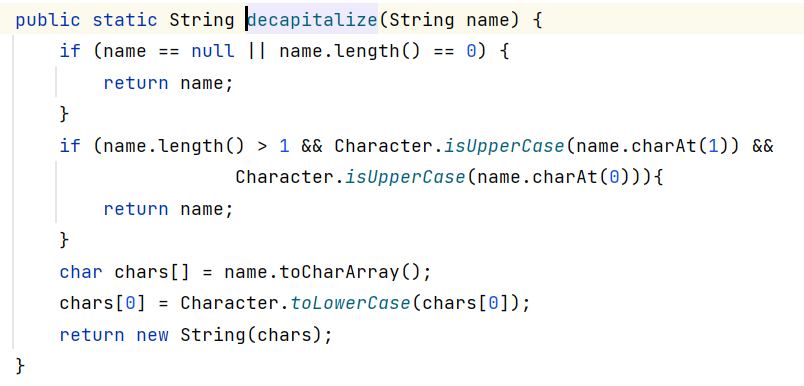 public static String decapitalize(String name) {
    if (name == null || name.length() == 0) {
        return name;
    }
    if (name.length() > 1 && Character.isUpperCase(name.charAt(1)) &&
                    Character.isUpperCase(name.charAt(0))){
        return name;
    }
    char chars[] = name.toCharArray();
    chars[0] = Character.toLowerCase(chars[0]);
    return new String(chars);
}